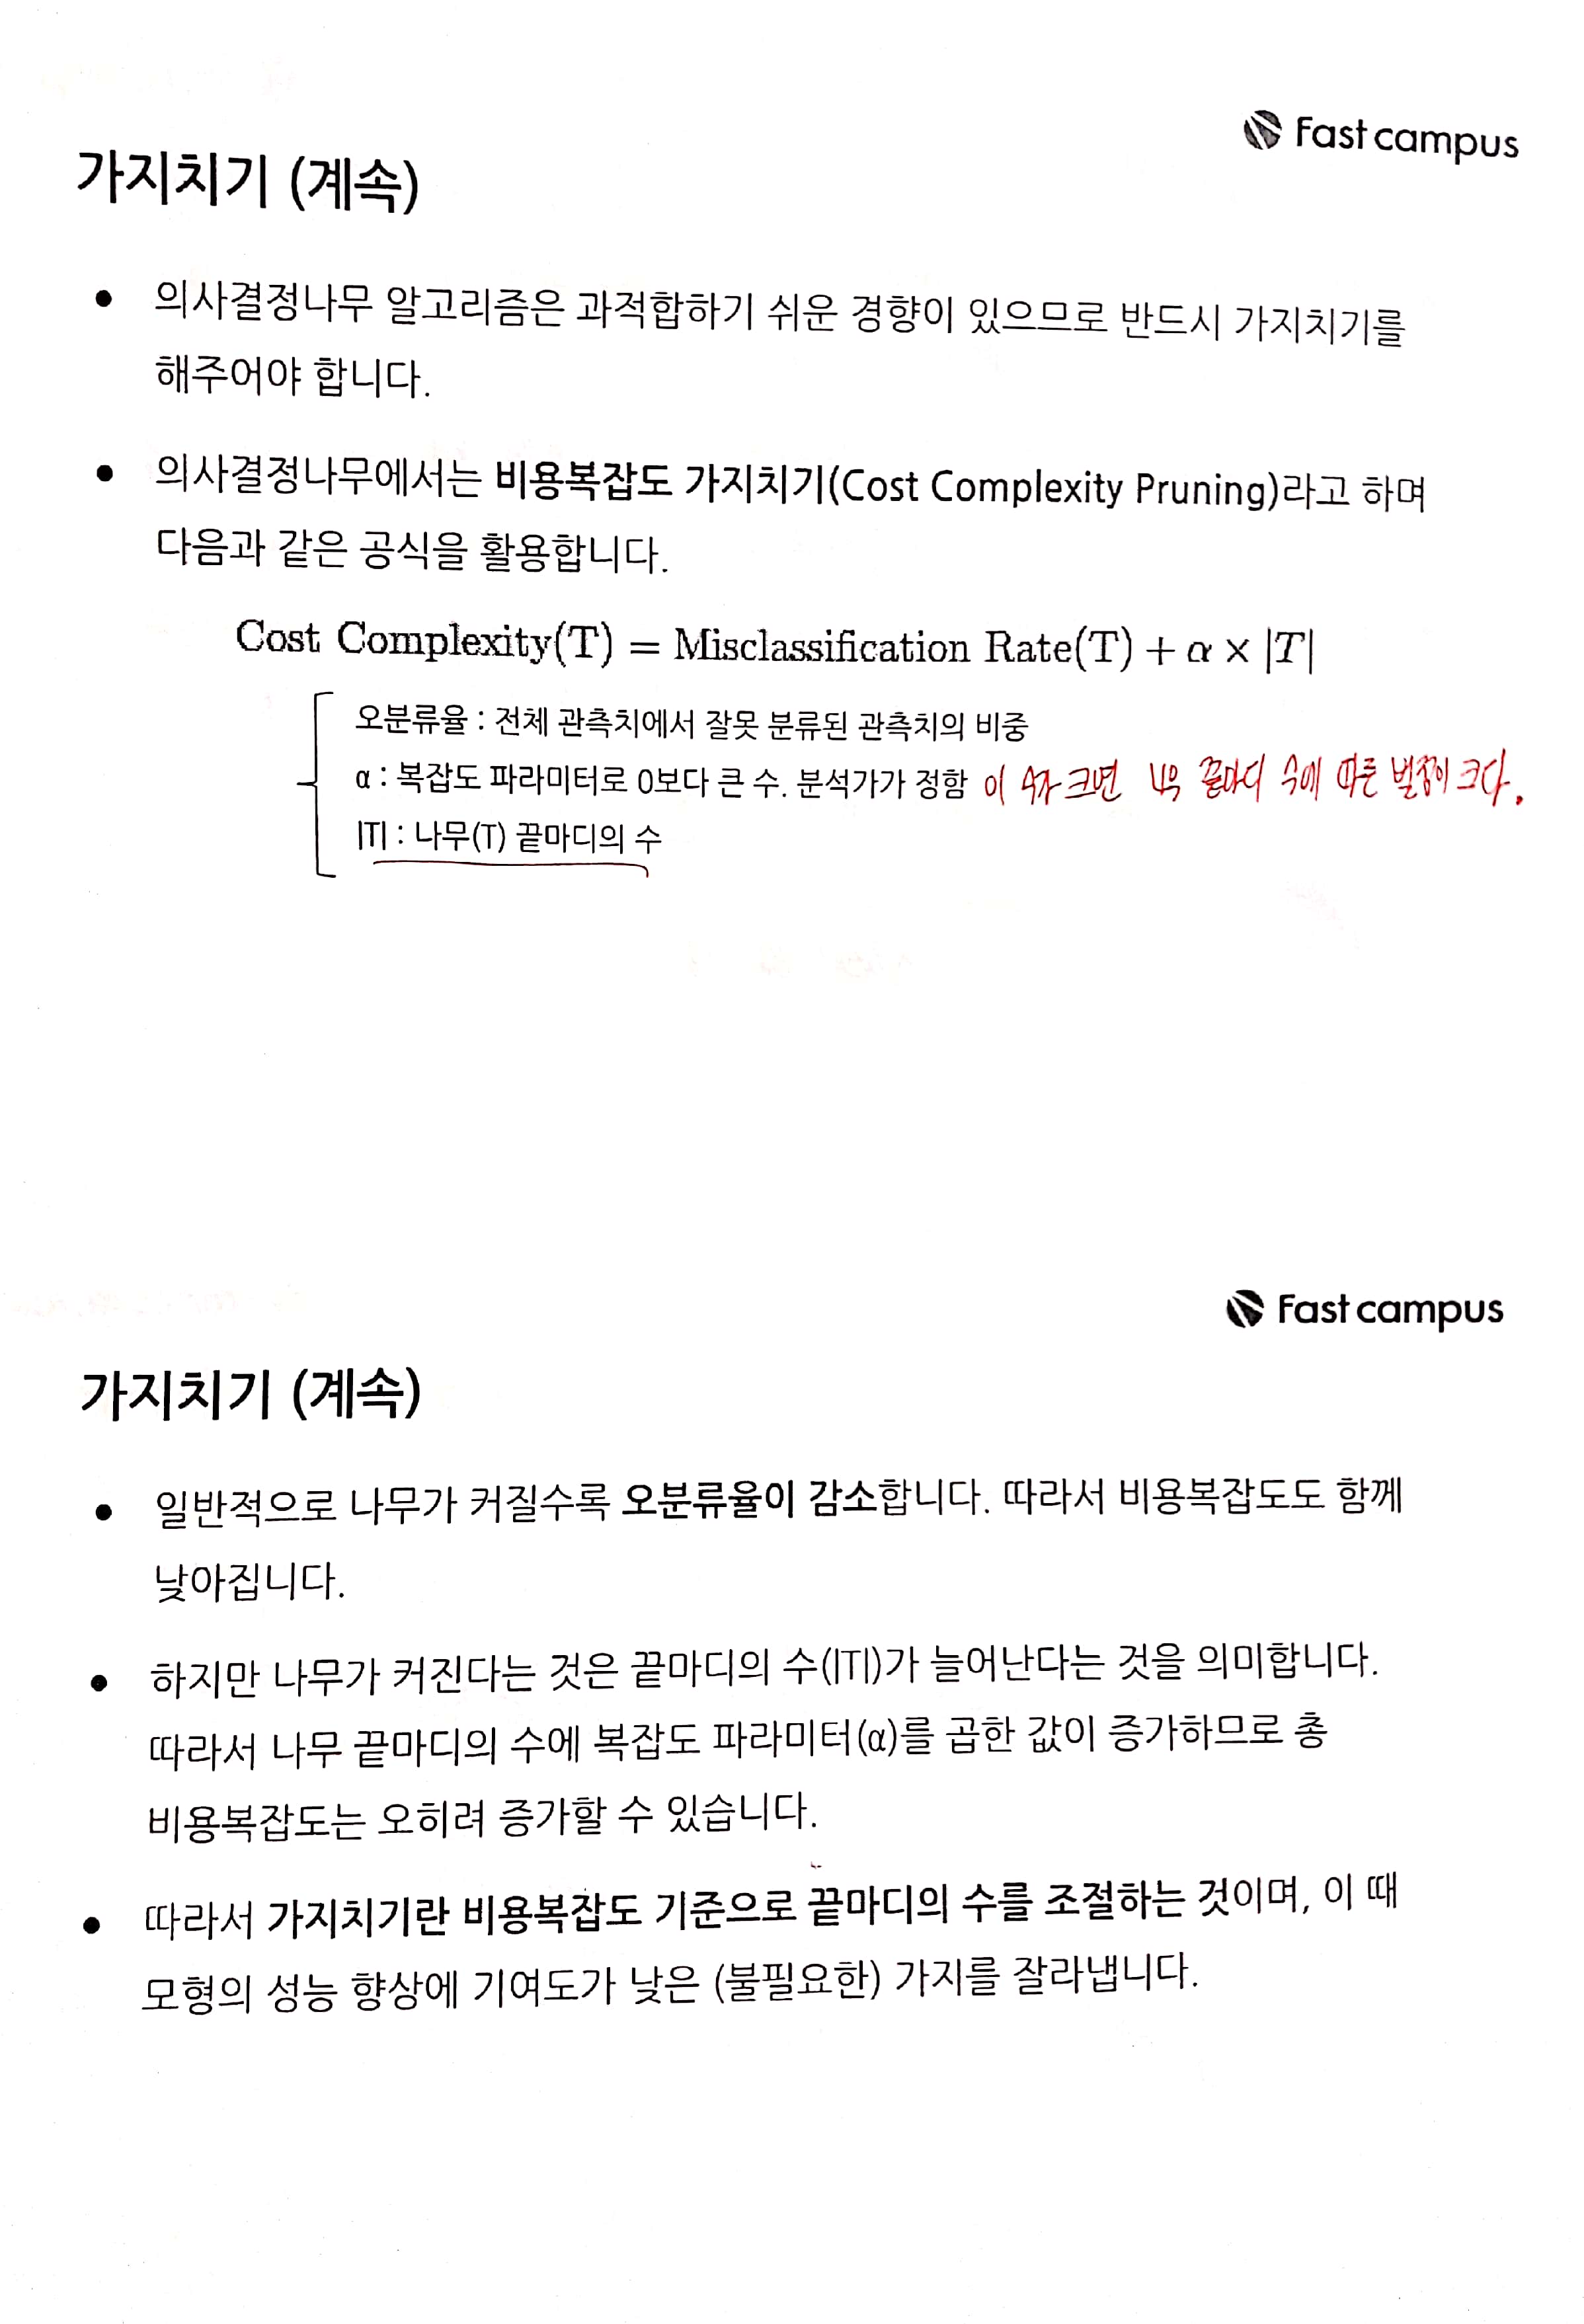 Fast campus
가지치기 (계속)
• 의사결정나무 알고리즘은 과적합하기 쉬운 경향이 있으므로 반드시 가지치기를
해주어야 합니다.
• 의사결정나무에서는 비용복잡도 가지치기(Cost Complexity Pruning)라고 하며
다음과 같은 공식을 활용합니다.
Cost Complexity(T) = Misclassification Rate(T) + α × |T|
오분류율 : 전체 관측치에서 잘못 분류된 관측치의 비중
α : 복잡도 파라미터로 0보다 큰 수. 분석가가 정함 이 수가 크면 끝마디 수에 따른 벌점이 크다.
|T| : 나무(T) 끝마디의 수
Fast campus
가지치기 (계속)
• 일반적으로 나무가 커질수록 오분류율이 감소합니다. 따라서 비용복잡도도 함께
낮아집니다.
• 하지만 나무가 커진다는 것은 끝마디의 수(|T|)가 늘어난다는 것을 의미합니다.
따라서 나무 끝마디의 수에 복잡도 파라미터(α)를 곱한 값이 증가하므로 총
비용복잡도는 오히려 증가할 수 있습니다.
• 따라서 가지치기란 비용복잡도 기준으로 끝마디의 수를 조절하는 것이며, 이 때
모형의 성능 향상에 기여도가 낮은 (불필요한) 가지를 잘라냅니다.